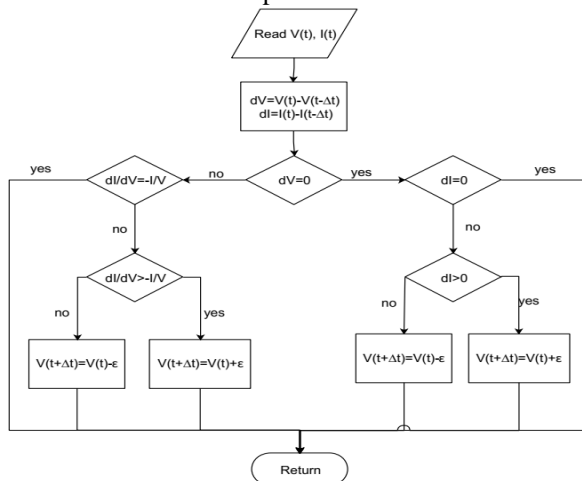 Read V(t), I(t)
dV=V(t)-V(t-Δt)
dI=I(t)-I(t-Δt)
yes
dI/dV=-I/V
no
dV=0
yes
dI=0
yes
no
no
dI/dV>-I/V
dI>0
no
yes
no
yes
V(t+Δt)=V(t)-ε
V(t+Δt)=V(t)+ε
V(t+Δt)=V(t)-ε
V(t+Δt)=V(t)+ε
Return